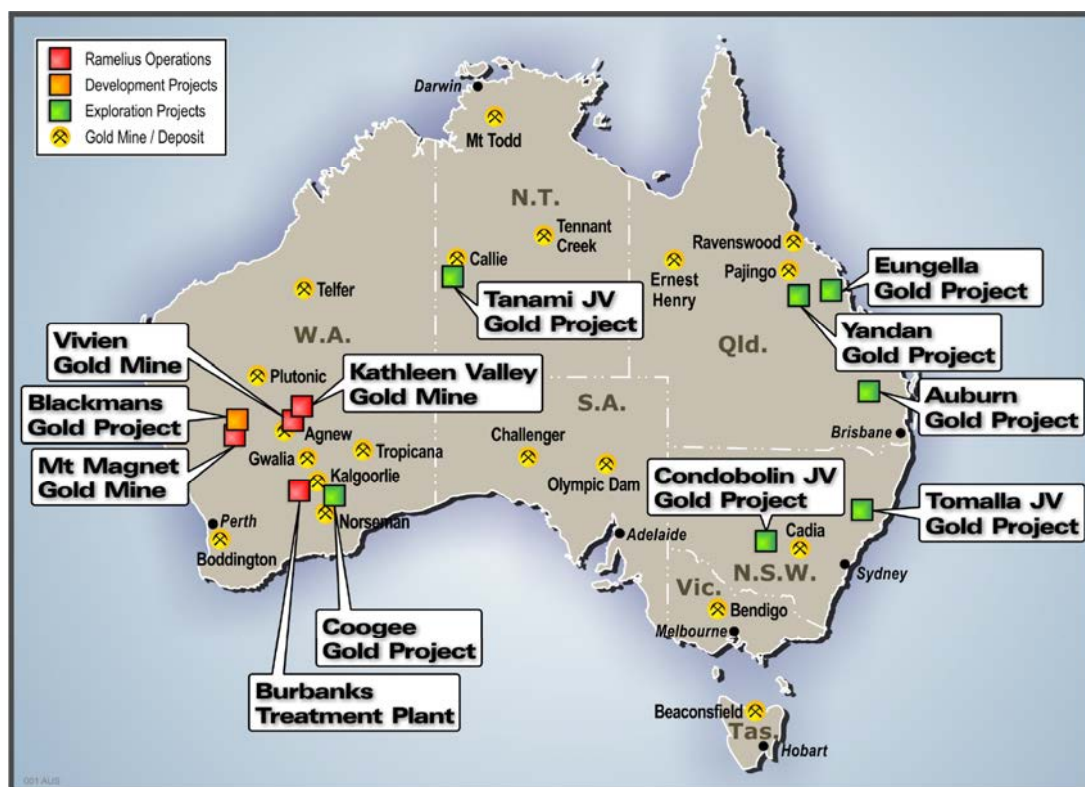 Ramelius Operations
Development Projects
Exploration Projects
Gold Mine / Deposit
Darwin
Mt Todd
N.T.
Tennant
Creek
Callie
Tanami JV
Gold Project
Telfer
W.A.
Ravenswood
Pajingo
Ernest
Henry
Eungella
Gold Project
Yandan
Gold Project
Qld.
Vivien
Gold Mine
Plutonic
Kathleen Valley
Gold Mine
Blackmans
Gold Project
Mt Magnet
Gold Mine
Agnew
Gwalia
Tropicana
Kalgoorlie
Norseman
Perth
Boddington
S.A.
Challenger
Olympic Dam
Auburn
Gold Project
Brisbane
Condobolin JV
Gold Project
Tomalla JV
Gold Project
Cadia
Adelaide
N.S.W.
Sydney
Vic.
Bendigo
Melbourne
Coogee
Gold Project
Burbanks
Treatment Plant
Beaconsfield
Tas.
Hobart
G01 AUS